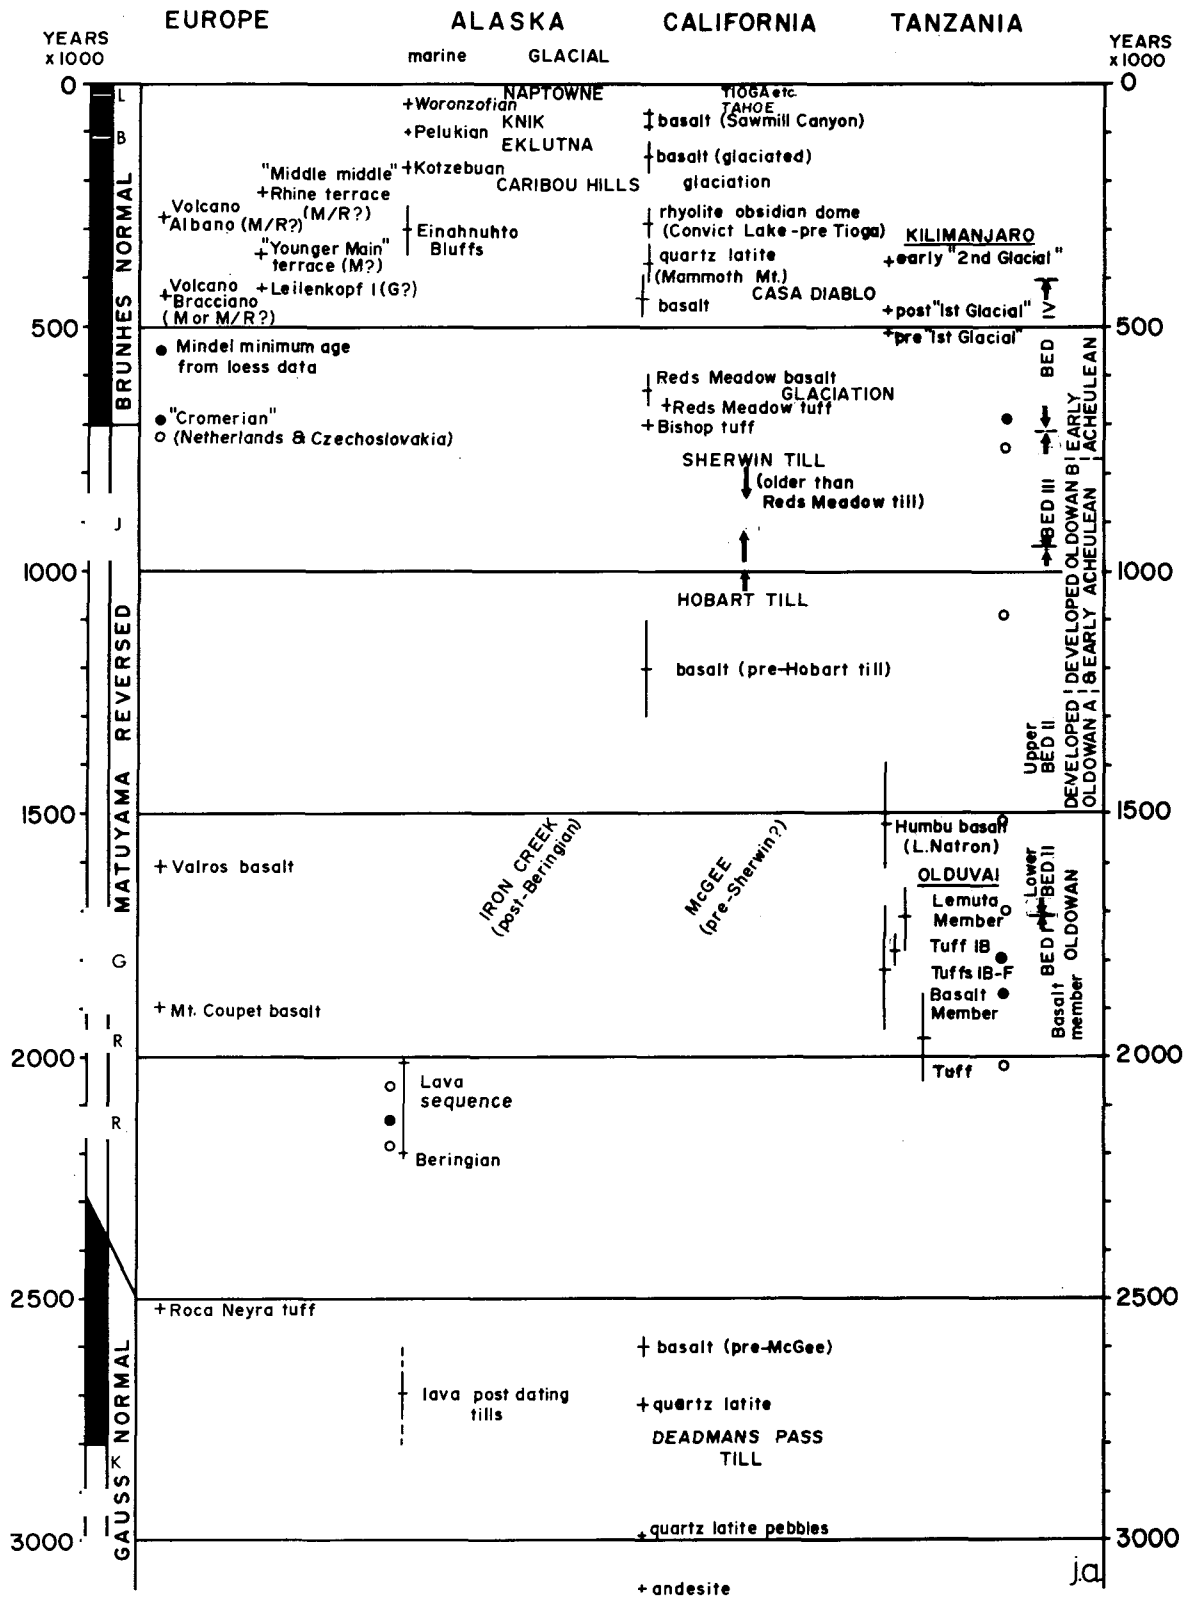 EUROPE ALASKA CALIFORNIA TANZANIA
YEARS
x1000
marine GLACIAL
YEARS
x1000
0
500
1000
1500
2000
2500
3000
L
B
J
G
R
R
K
BRUNHES NORMAL
MATUYAMA REVERSED
GAUSS NORMAL
"Middle middle"
Rhine terrace
(M/R?)
Volcano
Albano (M/R?)
"Younger Main"
terrace (M?)
Leilenkopf I (G?)
Volcano
Bracciano
(M or M/R?)
Mindel minimum age
from loess data
"Cromerian"
(Netherlands & Czechoslovakia)
Valros basalt
Mt. Coupet basalt
Roca Neyra tuff
NAPTOWNE
Woronzofian
KNIK
Pelukian
EKLUTNA
Kotzebuan
CARIBOU HILLS
Einahnuhto
Bluffs
IRON CREEK
(post-Beringian)
Lava
sequence
Beringian
lava post dating
tills
TIOGA etc.
TAHOE
basalt (Sawmill Canyon)
basalt (glaciated)
glaciation
rhyolite obsidian dome
(Convict Lake - pre Tioga)
quartz latite
(Mammoth Mt.)
CASA DIABLO
basalt
Reds Meadow basalt
GLACIATION
Reds Meadow tuff
Bishop tuff
SHERWIN TILL
(older than
Reds Meadow till)
HOBART TILL
basalt (pre-Hobart till)
McGEE
(pre-Sherwin?)
basalt (pre-McGee)
quartz latite
DEADMANS PASS
TILL
quartz latite pebbles
andesite
KILIMANJARO
early "2nd Glacial"
post "1st Glacial"
pre "1st Glacial"
Humbu basalt
(L. Natron)
OLDUVAI
Lemuta
Member
Tuff IB
Tuffs IB-F
Basalt
Member
Tuff
BED IV
BED III
Upper
BED II
Lower
BED II
BED I
Basalt
member
EARLY
ACHEULEAN
DEVELOPED OLDOWAN B
& EARLY ACHEULEAN
DEVELOPED
OLDOWAN A
OLDOWAN
0
500
1000
1500
2000
2500
3000
j.a.